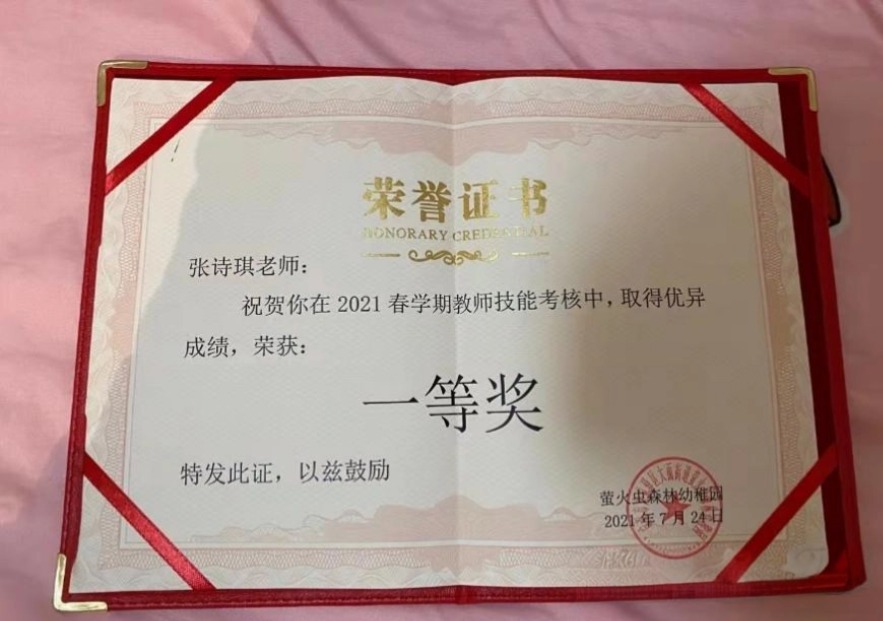 荣誉证书
HONORARY CREDENTIAL
张诗琪老师：
祝贺你在 2021 春学期教师技能考核中，取得优异
成绩，荣获：
一等奖
特发此证，以兹鼓励
萤火虫森林幼稚园
2021 年 7 月 24 日